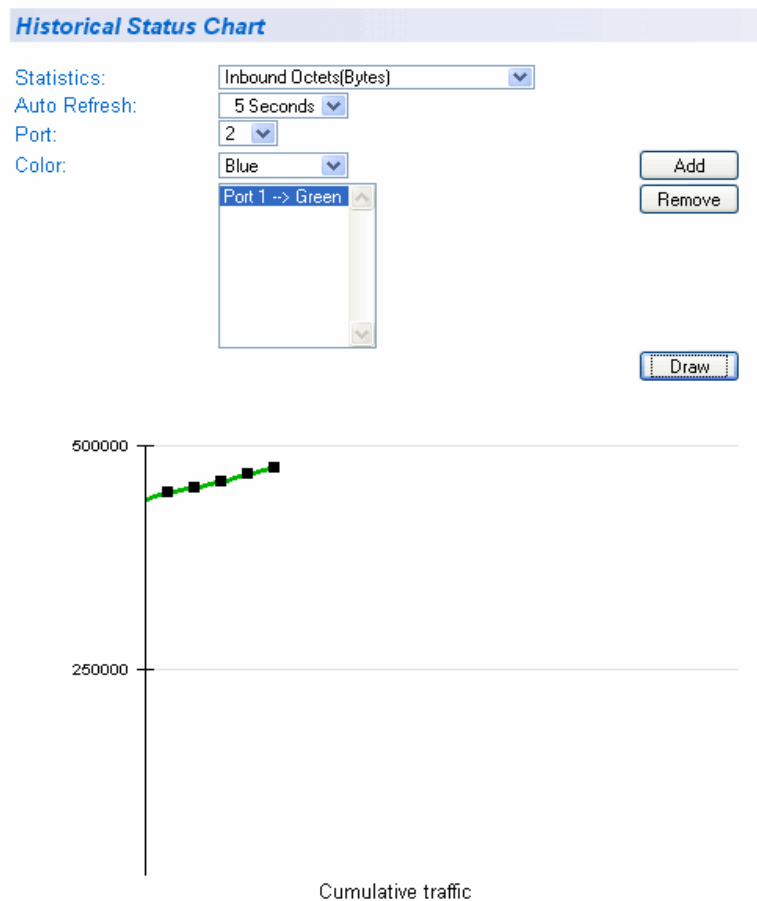 Historical Status Chart
Statistics: Inbound Octets(Bytes)
Auto Refresh: 5 Seconds
Port: 2
Color: Blue Add
Port 1 --> Green Remove
Draw
500000
250000
Cumulative traffic